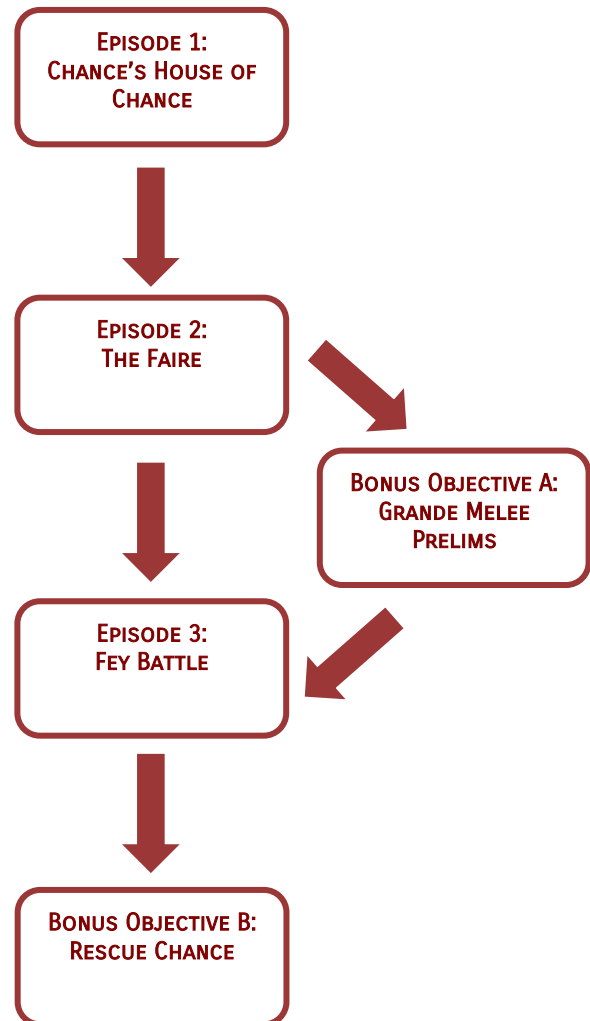 Episode 1:
Chance's House of
Chance
Episode 2:
The Faire
Bonus Objective A:
Grande Melee
Prelims
Episode 3:
Fey Battle
Bonus Objective B:
Rescue Chance